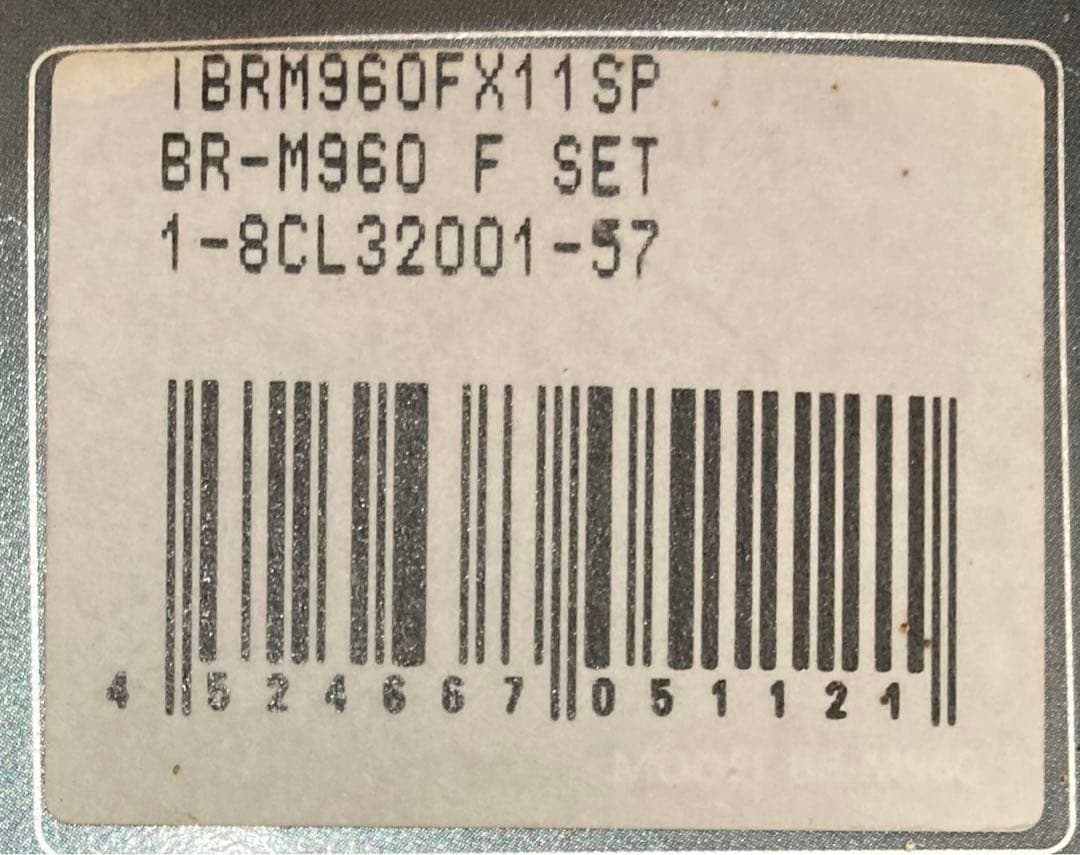 IBRM960FX11SP
BR-M960 F SET
1-8CL32001-57
4 524667 051121